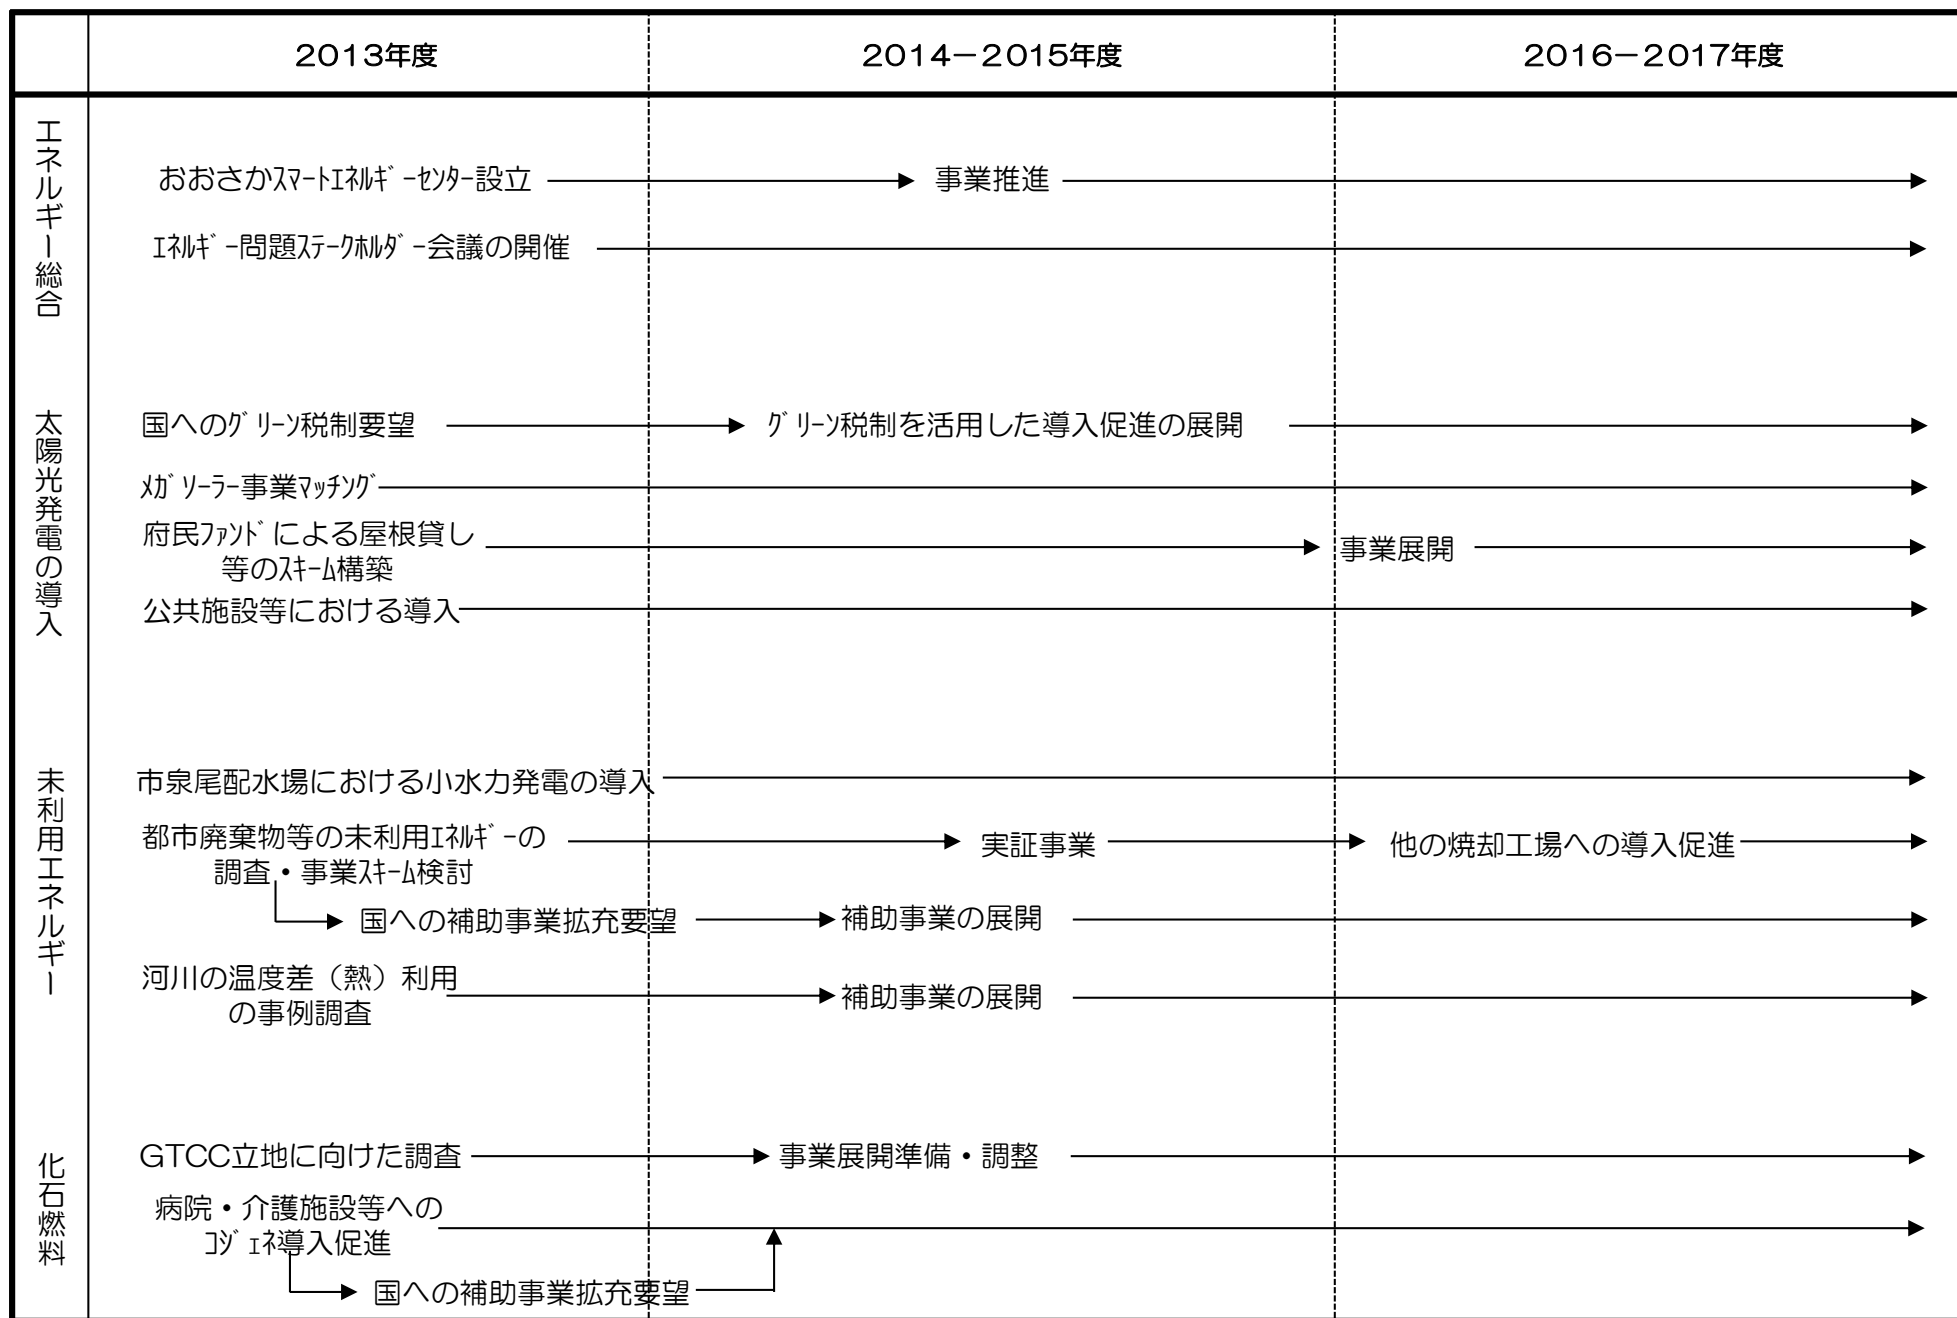 2013年度
2014－2015年度
2016－2017年度
エネルギー総合
おおさかｽﾏｰﾄｴﾈﾙｷﾞｰｾﾝﾀｰ設立
事業推進
ｴﾈﾙｷﾞｰ問題ｽﾃｰｸﾎﾙﾀﾞｰ会議の開催
太陽光発電の導入
国へのｸﾞﾘｰﾝ税制要望
ｸﾞﾘｰﾝ税制を活用した導入促進の展開
ﾒｶﾞｿｰﾗｰ事業ﾏｯﾁﾝｸﾞ
府民ﾌｧﾝﾄﾞによる屋根貸し
等のｽｷｰﾑ構築
事業展開
公共施設等における導入
未利用エネルギー
市泉尾配水場における小水力発電の導入
都市廃棄物等の未利用ｴﾈﾙｷﾞｰの
調査・事業ｽｷｰﾑ検討
実証事業
他の焼却工場への導入促進
国への補助事業拡充要望
補助事業の展開
河川の温度差（熱）利用
の事例調査
補助事業の展開
化石燃料
GTCC立地に向けた調査
事業展開準備・調整
病院・介護施設等への
ｺｼﾞｪﾈ導入促進
国への補助事業拡充要望